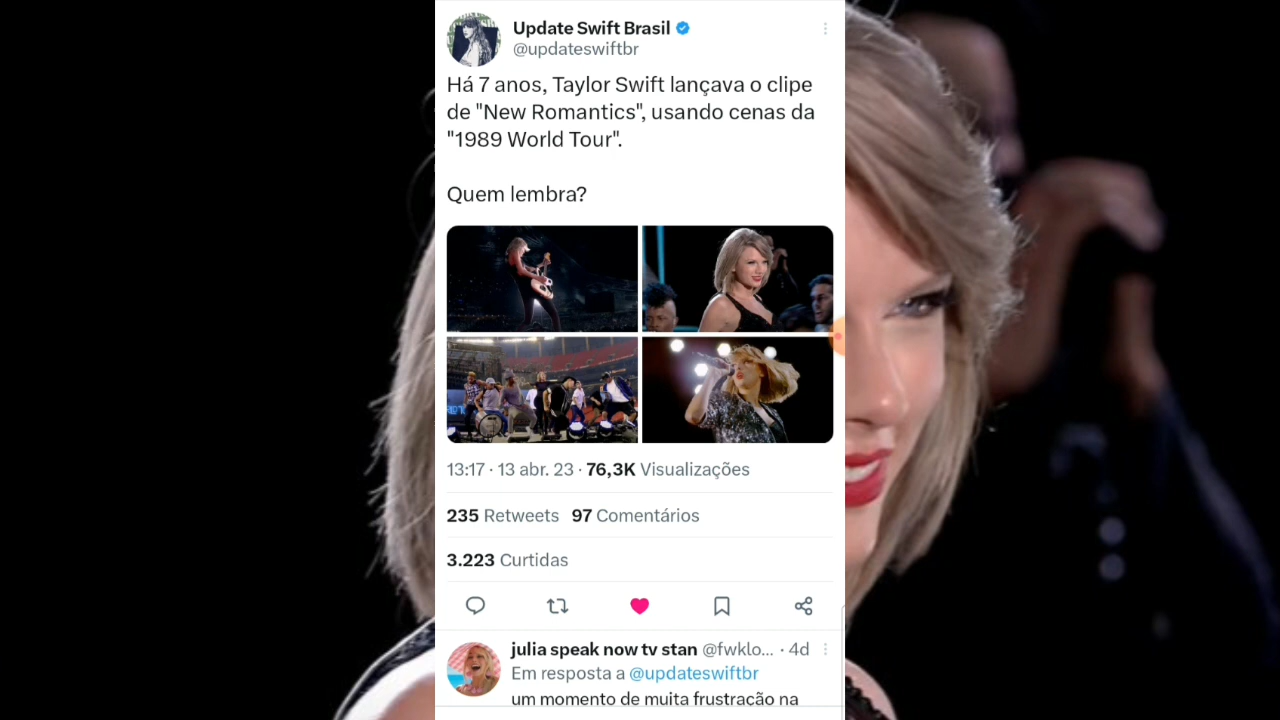 Update Swift Brasil
@updateswiftbr
Há 7 anos, Taylor Swift lançava o clipe
de "New Romantics", usando cenas da
"1989 World Tour".
Quem lembra?
13:17 · 13 abr. 23 · 76,3K Visualizações
235 Retweets 97 Comentários
3.223 Curtidas
julia speak now tv stan @fwklo... · 4d
Em resposta a @updateswiftbr
um momento de muita frustração na